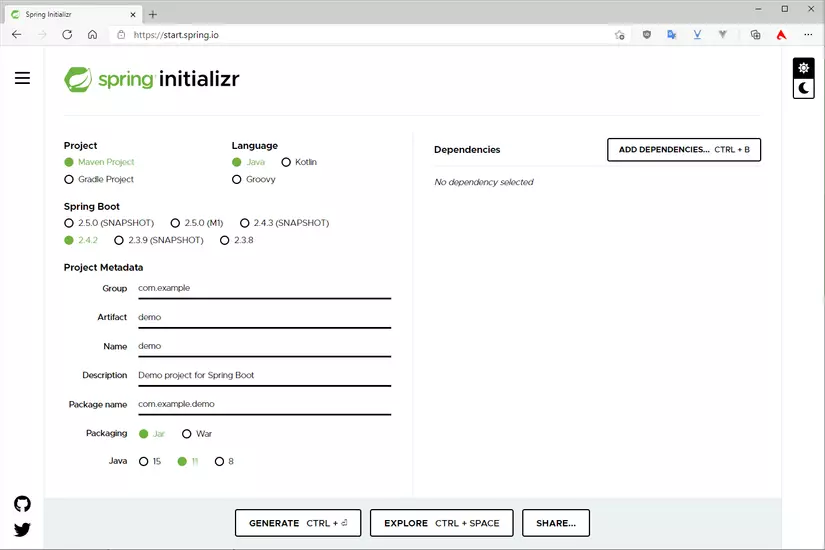 Spring Initializr
https://start.spring.io
spring initializr
Project
Language
Maven Project
Java
Kotlin
Gradle Project
Groovy
Spring Boot
2.5.0 (SNAPSHOT)
2.5.0 (M1)
2.4.3 (SNAPSHOT)
2.4.2
2.3.9 (SNAPSHOT)
2.3.8
Project Metadata
Group com.example
Artifact demo
Name demo
Description Demo project for Spring Boot
Package name com.example.demo
Packaging Jar War
Java 15 11 8
Dependencies
ADD DEPENDENCIES... CTRL + B
No dependency selected
GENERATE CTRL + ⏎
EXPLORE CTRL + SPACE
SHARE...